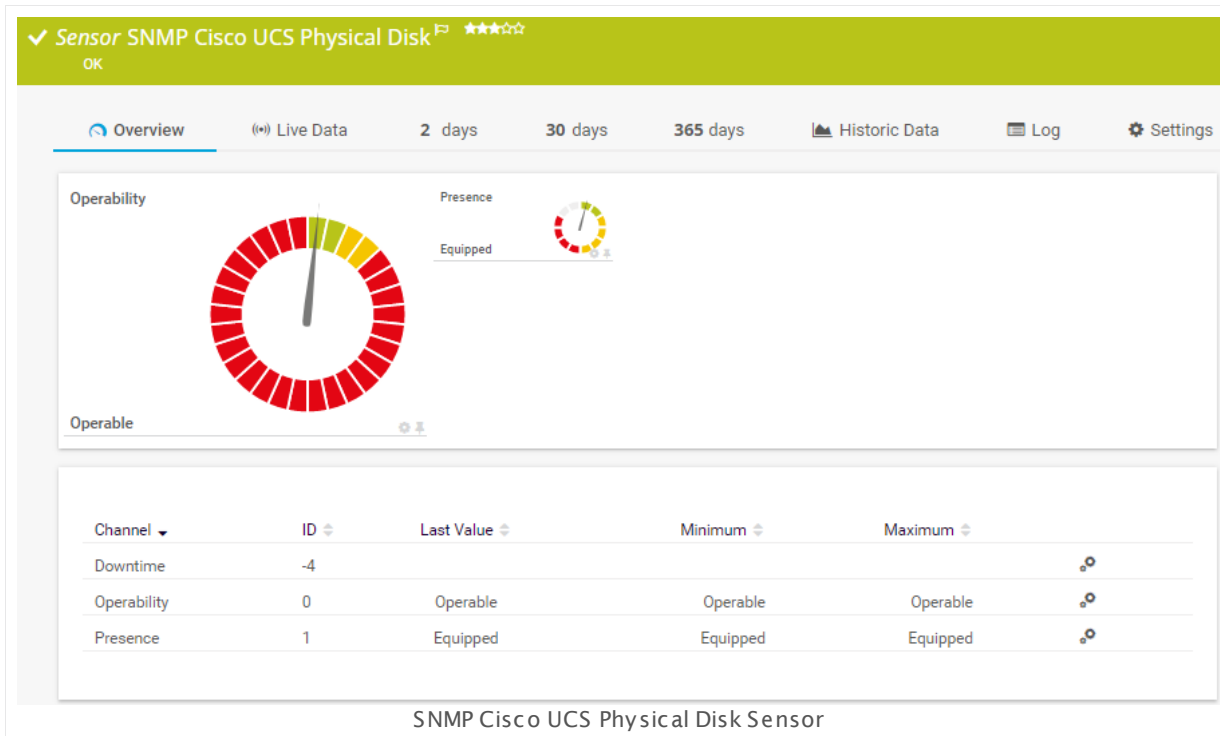 Sensor SNMP Cisco UCS Physical Disk
OK
Overview Live Data 2 days 30 days 365 days Historic Data Log Settings
Operability
Presence
Equipped
Operable
Channel ID Last Value Minimum Maximum
Downtime -4
Operability 0 Operable Operable Operable
Presence 1 Equipped Equipped Equipped
SNMP Cisco UCS Physical Disk Sensor